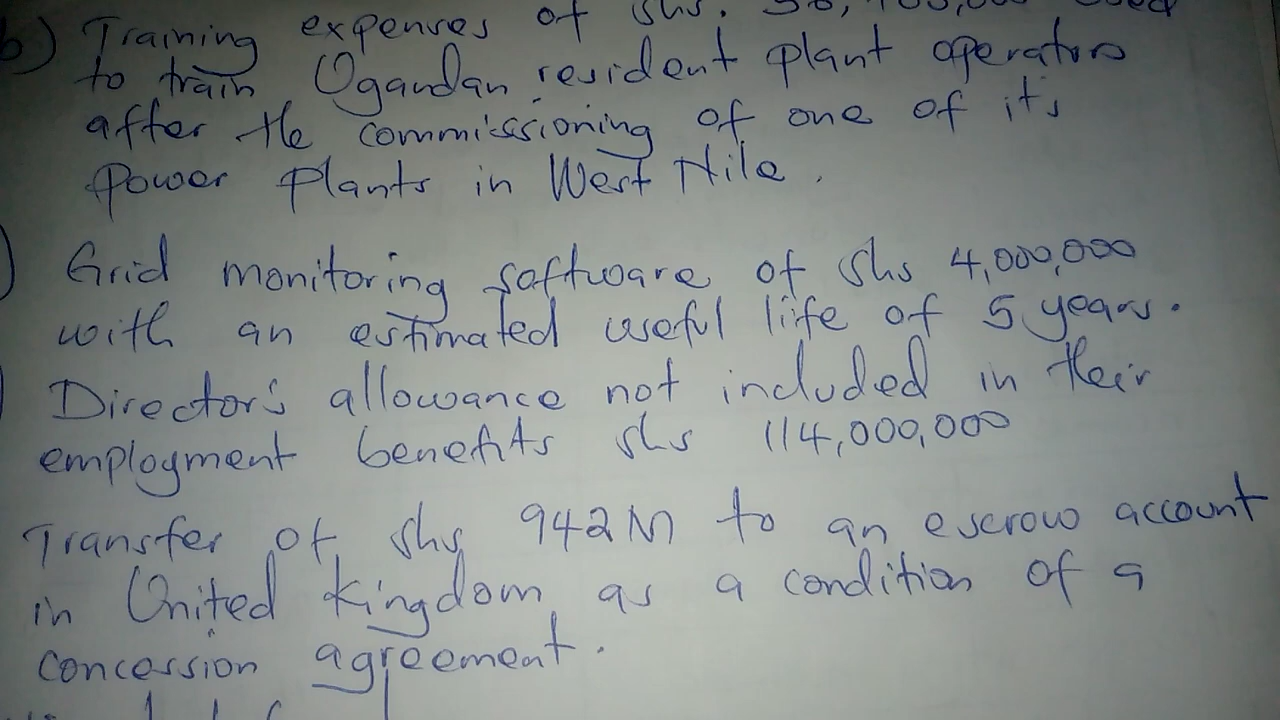 b) Training expenses of shs.
to train Ugandan resident plant operators
after the commissioning of one of its
power plants in West Nile.
) Grid monitoring software of shs 4,000,000
with an estimated useful life of 5 years.
) Director's allowance not included in their
employment benefits shs 114,000,000
Transfer of shs 942M to an escrow account
in United Kingdom as a condition of a
concession agreement.